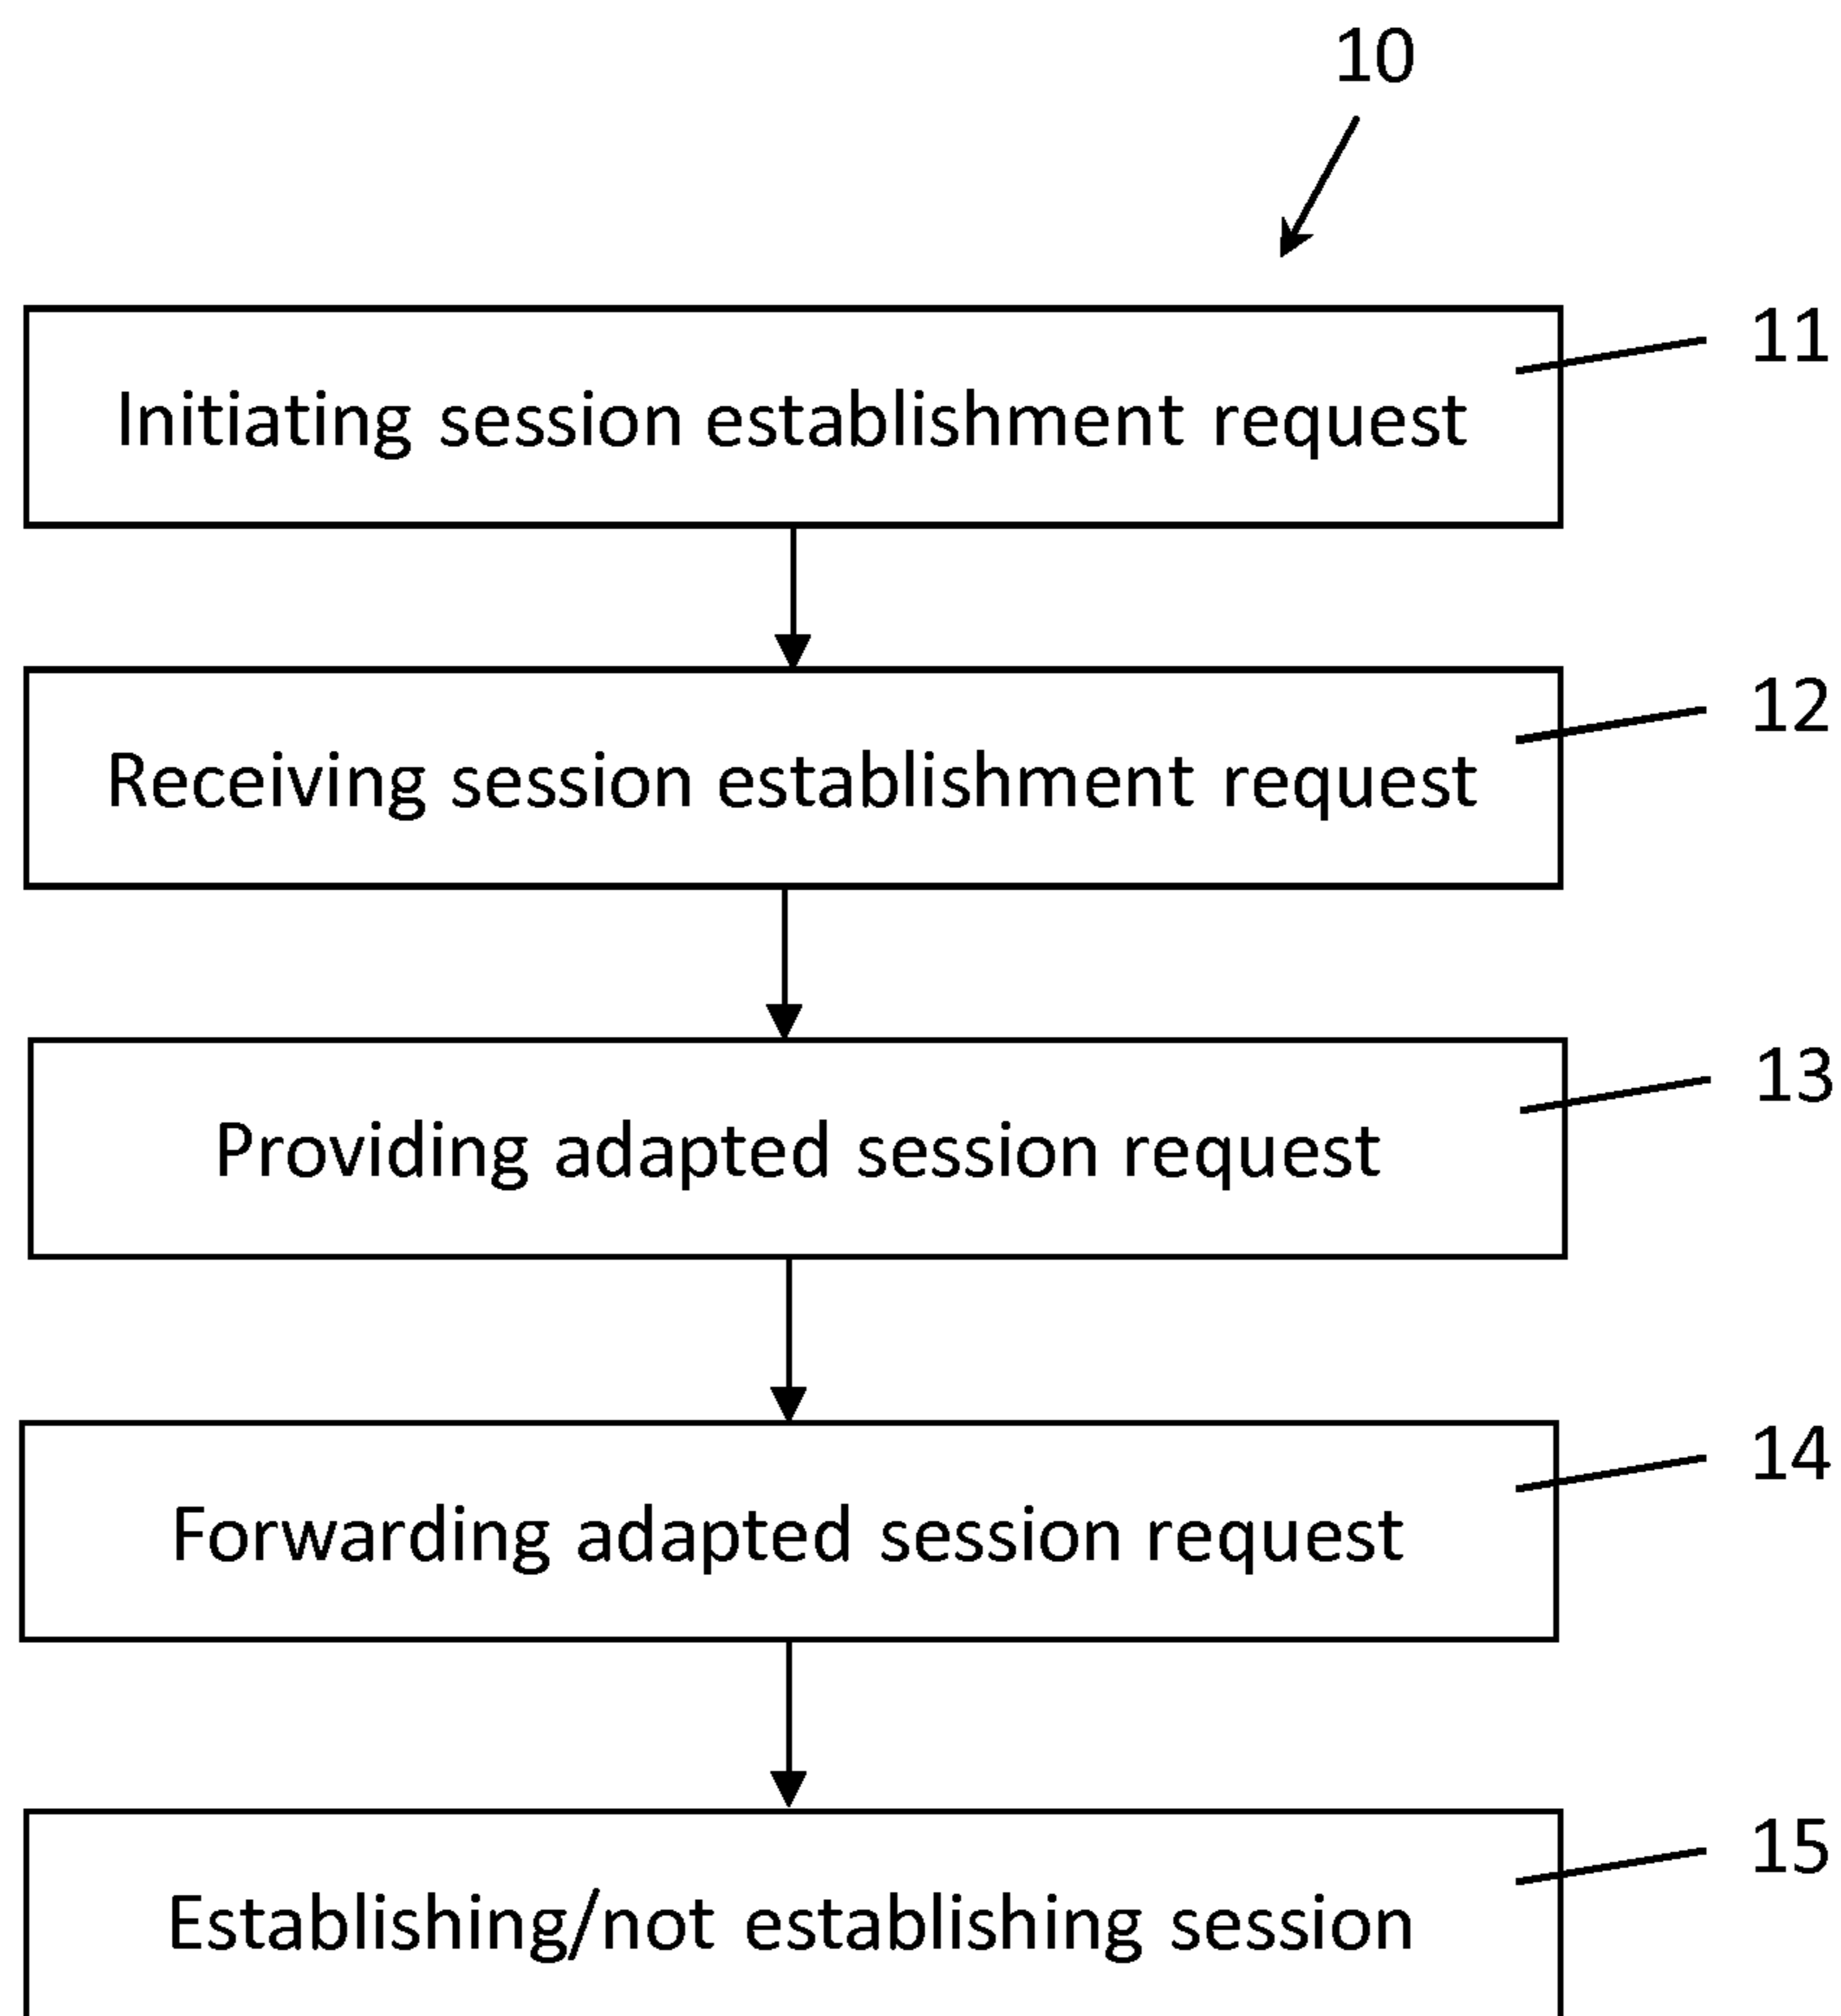 10
11
Initiating session establishment request
12
Receiving session establishment request
13
Providing adapted session request
14
Forwarding adapted session request
15
Establishing/not establishing session